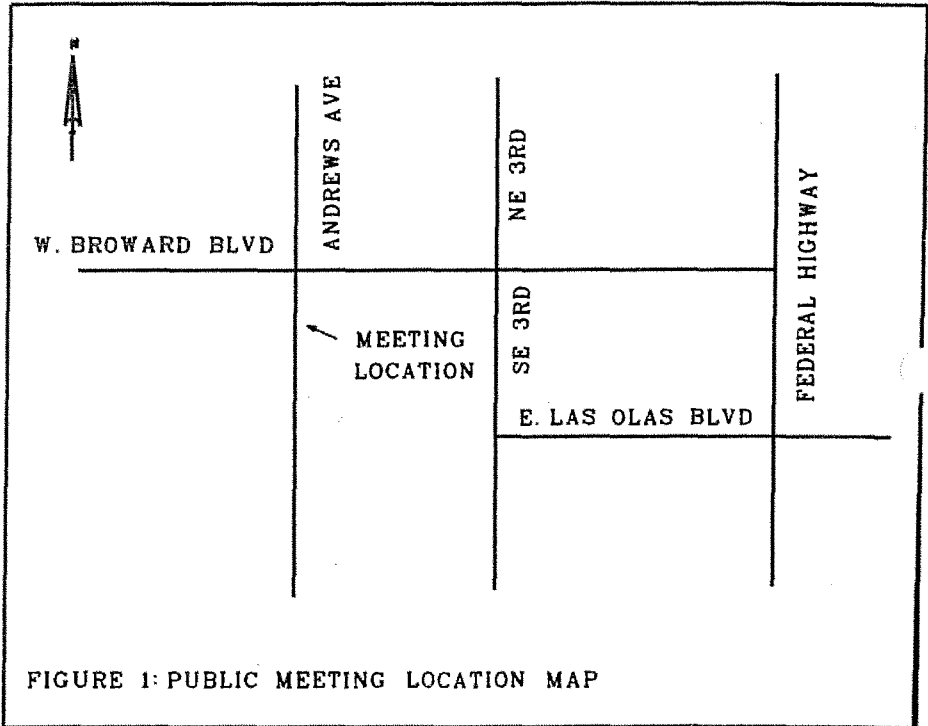 N
ANDREWS AVE
NE 3RD
W. BROWARD BLVD
FEDERAL HIGHWAY
SE 3RD
MEETING
LOCATION
E. LAS OLAS BLVD
FIGURE 1: PUBLIC MEETING LOCATION MAP